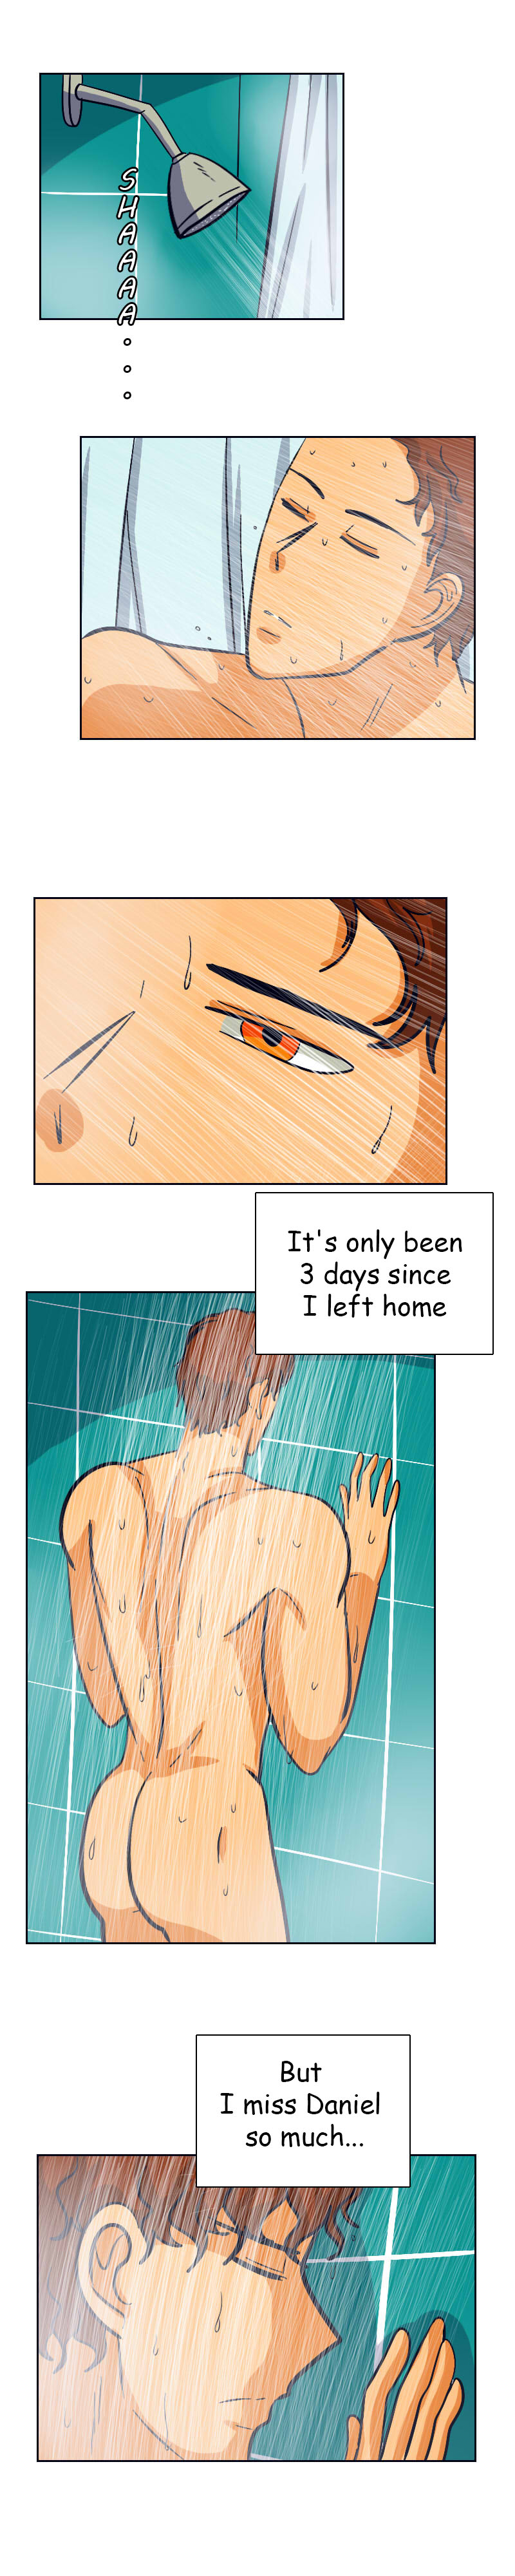 SHAAAA...
It's only been
3 days since
I left home
But
I miss Daniel
so much...